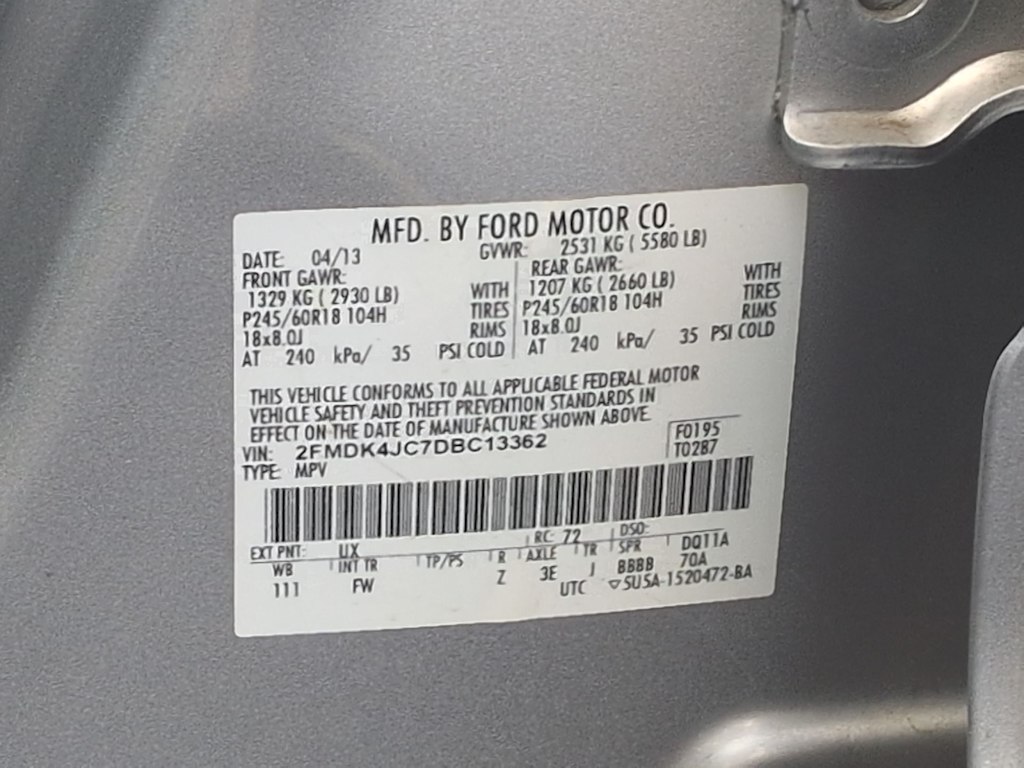 MFD. BY FORD MOTOR CO.
DATE: 04/13 GVWR: 2531 KG ( 5580 LB)
FRONT GAWR: REAR GAWR:
1329 KG ( 2930 LB) WITH 1207 KG ( 2660 LB) WITH
P245/60R18 104H TIRES P245/60R18 104H TIRES
18x8.0J RIMS 18x8.0J RIMS
AT 240 kPa/ 35 PSI COLD AT 240 kPa/ 35 PSI COLD
THIS VEHICLE CONFORMS TO ALL APPLICABLE FEDERAL MOTOR
VEHICLE SAFETY AND THEFT PREVENTION STANDARDS IN
EFFECT ON THE DATE OF MANUFACTURE SHOWN ABOVE.
VIN: 2FMDK4JC7DBC13362 F0195
TYPE: MPV T0287
EXT PNT: UX RC: 72 DSO:
WB INT TR TP/PS R AXLE TR SPR DQ11A
111 FW Z 3E J BBBB 70A
UTC ▽5U5A-1520472-BA